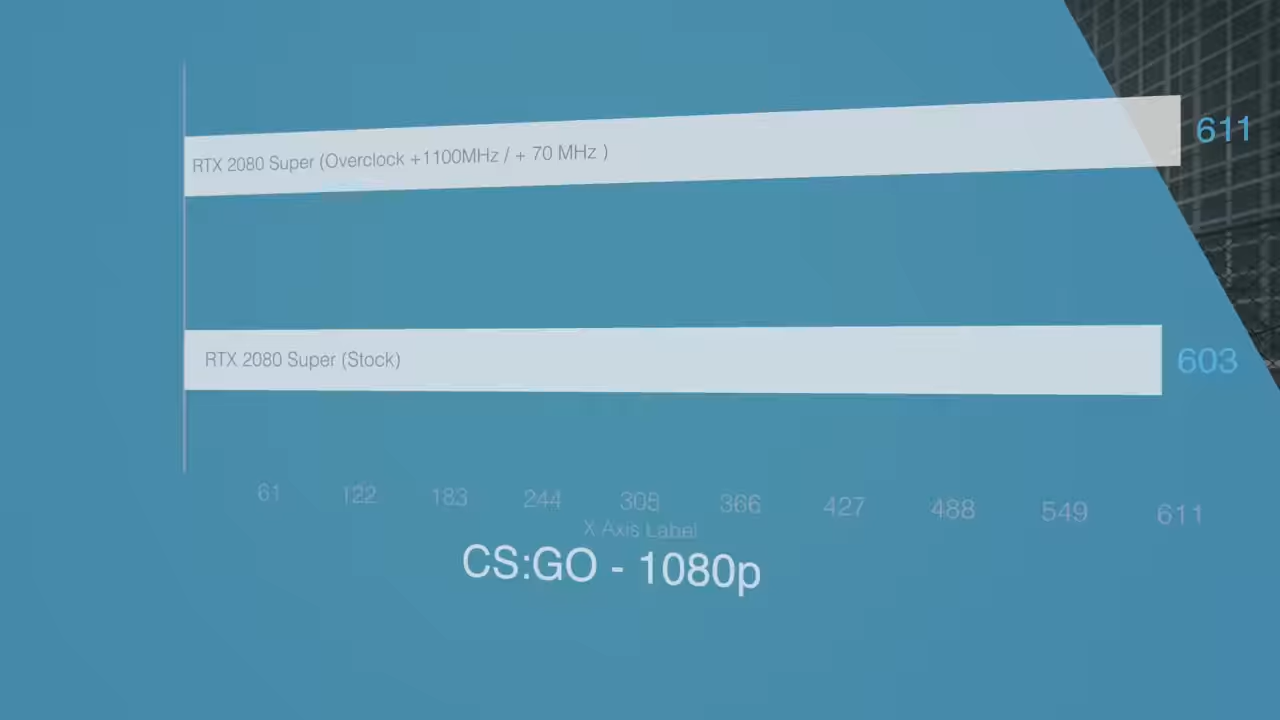 RTX 2080 Super (Overclock +1100MHz / + 70 MHz )
611
RTX 2080 Super (Stock)
603
61 122 183 244 305 366 427 488 549 611
X Axis Label
CS:GO - 1080p